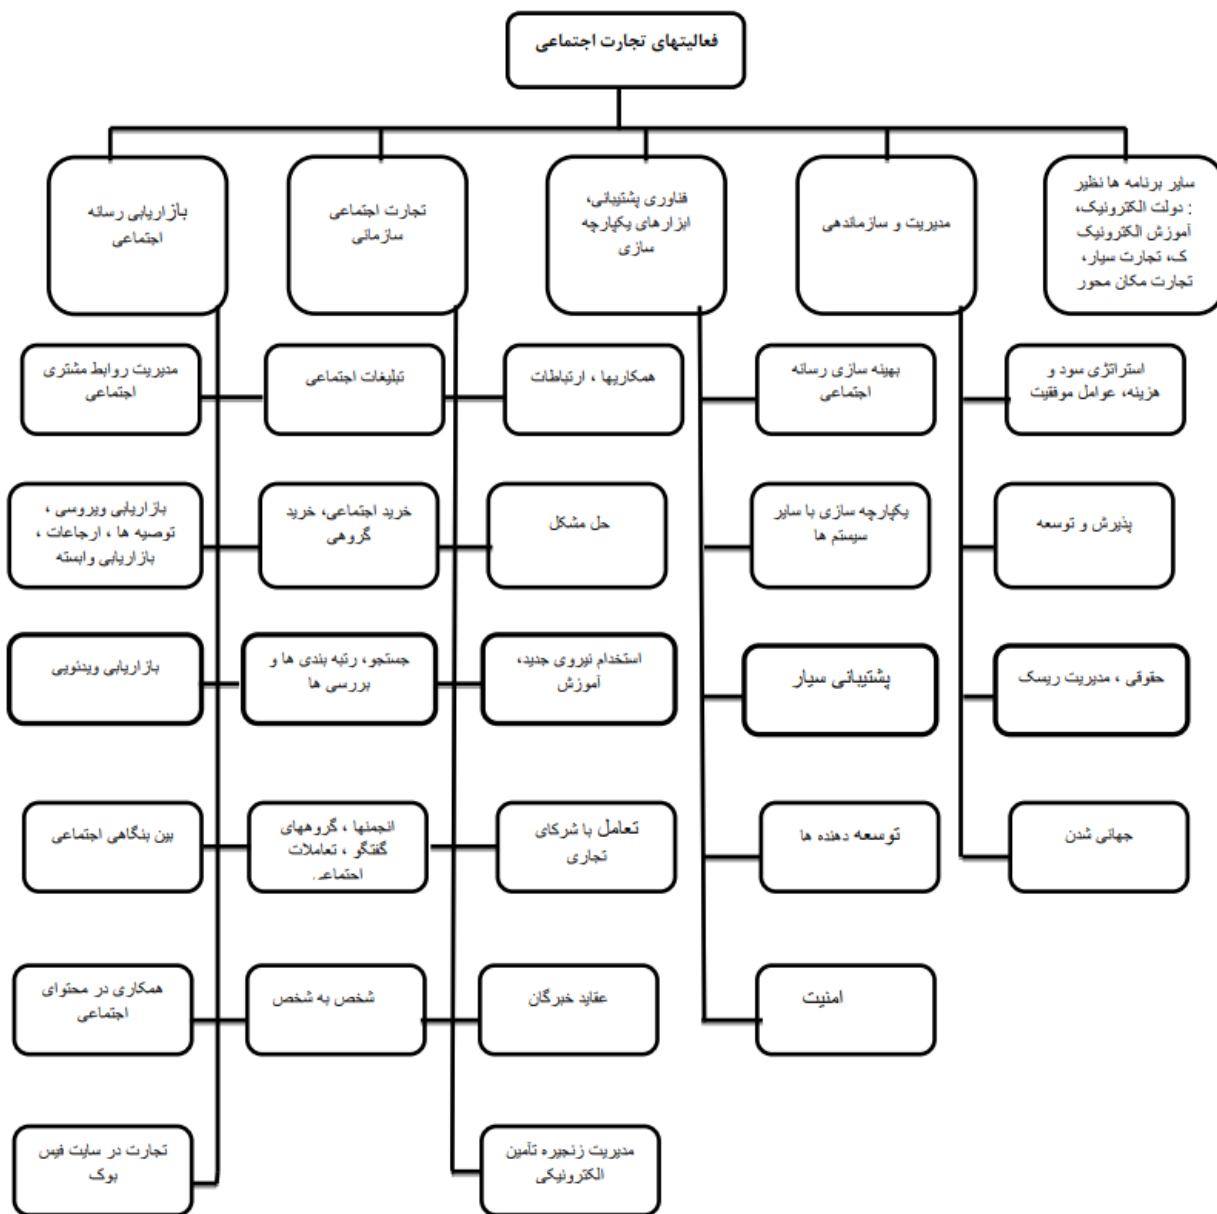 فعالیتهای تجارت اجتماعی
سایر برنامه ها نظیر
: دولت الکترونیک،
آموزش الکترونیک
ک، تجارت سیار،
تجارت مکان محور
مدیریت و سازماندهی
فناوری پشتیبانی،
ابزارهای یکپارچه
سازی
تجارت اجتماعی
سازمانی
بازاریابی رسانه
اجتماعی
استراتژی سود و
هزینه، عوامل موفقیت
بهینه سازی رسانه
اجتماعی
همکاریها ، ارتباطات
تبلیغات اجتماعی
مدیریت روابط مشتری
اجتماعی
پذیرش و توسعه
یکپارچه سازی با سایر
سیستم ها
حل مشکل
خرید اجتماعی، خرید
گروهی
بازاریابی ویروسی ،
توصیه ها ، ارجاعات ،
بازاریابی وابسته
حقوقی ، مدیریت ریسک
پشتیبانی سیار
استخدام نیروی جدید،
آموزش
جستجو، رتبه بندی ها و
بررسی ها
بازاریابی ویدئویی
جهانی شدن
توسعه دهنده ها
تعامل با شرکای
تجاری
انجمنها ، گروههای
گفتگو ، تعاملات
اجتماعی
بین بنگاهی اجتماعی
امنیت
عقاید خبرگان
شخص به شخص
همکاری در محتوای
اجتماعی
مدیریت زنجیره تأمین
الکترونیکی
تجارت در سایت فیس
بوک